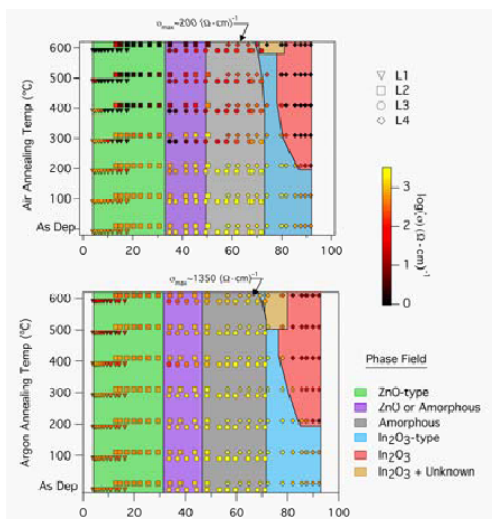 σmax≈200 (Ω-cm)-1
600
500
400
300
200
100
As Dep
Air Annealing Temp (°C)
0 20 40 60 80 100
L1
L2
L3
L4
3
2
1
0
log(σ) (Ω-cm)-1
σmax~1350 (Ω-cm)-1
600
500
400
300
200
100
As Dep
Argon Annealing Temp (°C)
0 20 40 60 80 100
Phase Field
ZnO-type
ZnO or Amorphous
Amorphous
In2O3-type
In2O3
In2O3 + Unknown